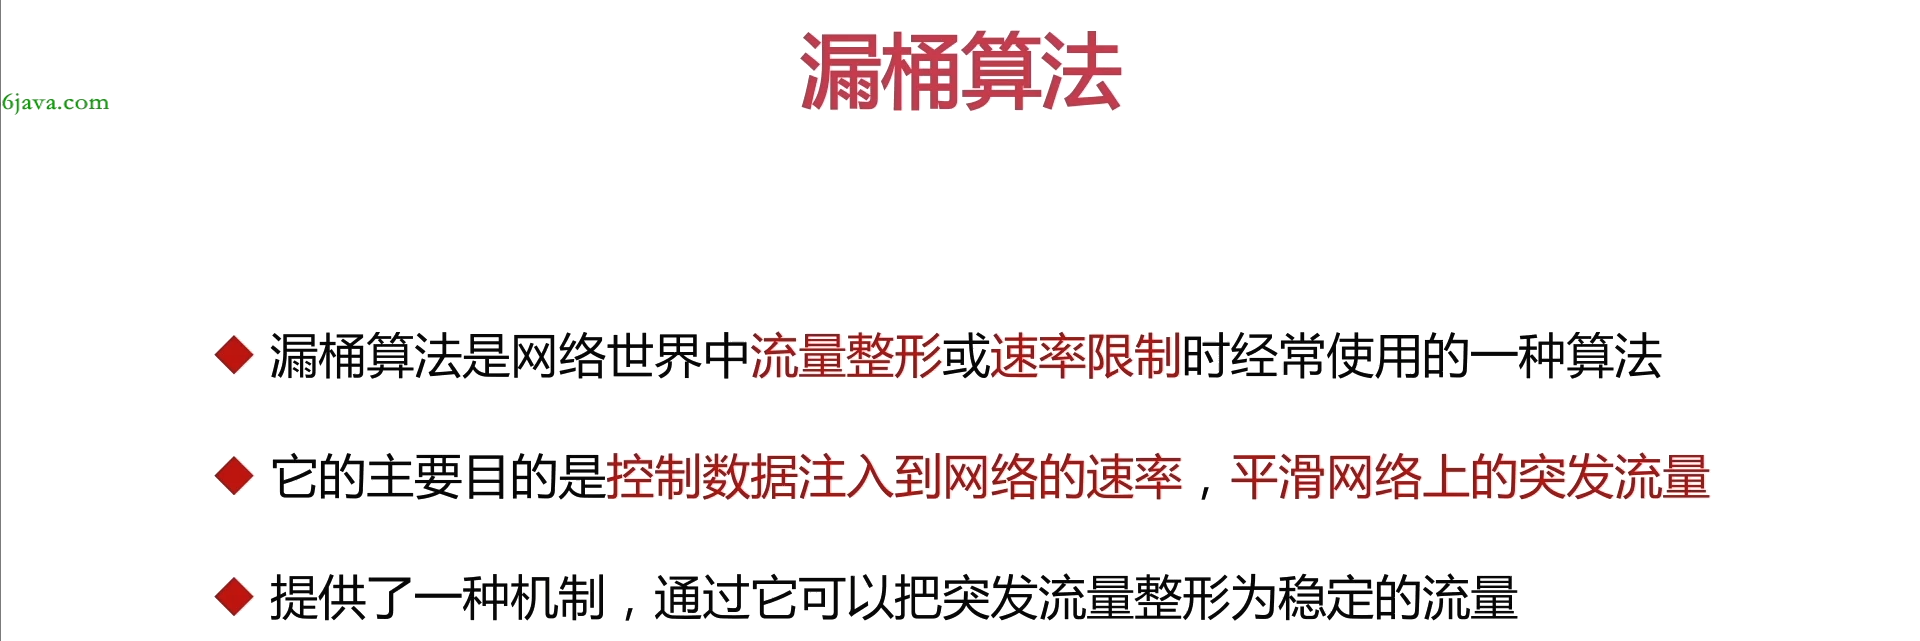 漏桶算法
6java.com
漏桶算法是网络世界中流量整形或速率限制时经常使用的一种算法
它的主要目的是控制数据注入到网络的速率，平滑网络上的突发流量
提供了一种机制，通过它可以把突发流量整形为稳定的流量